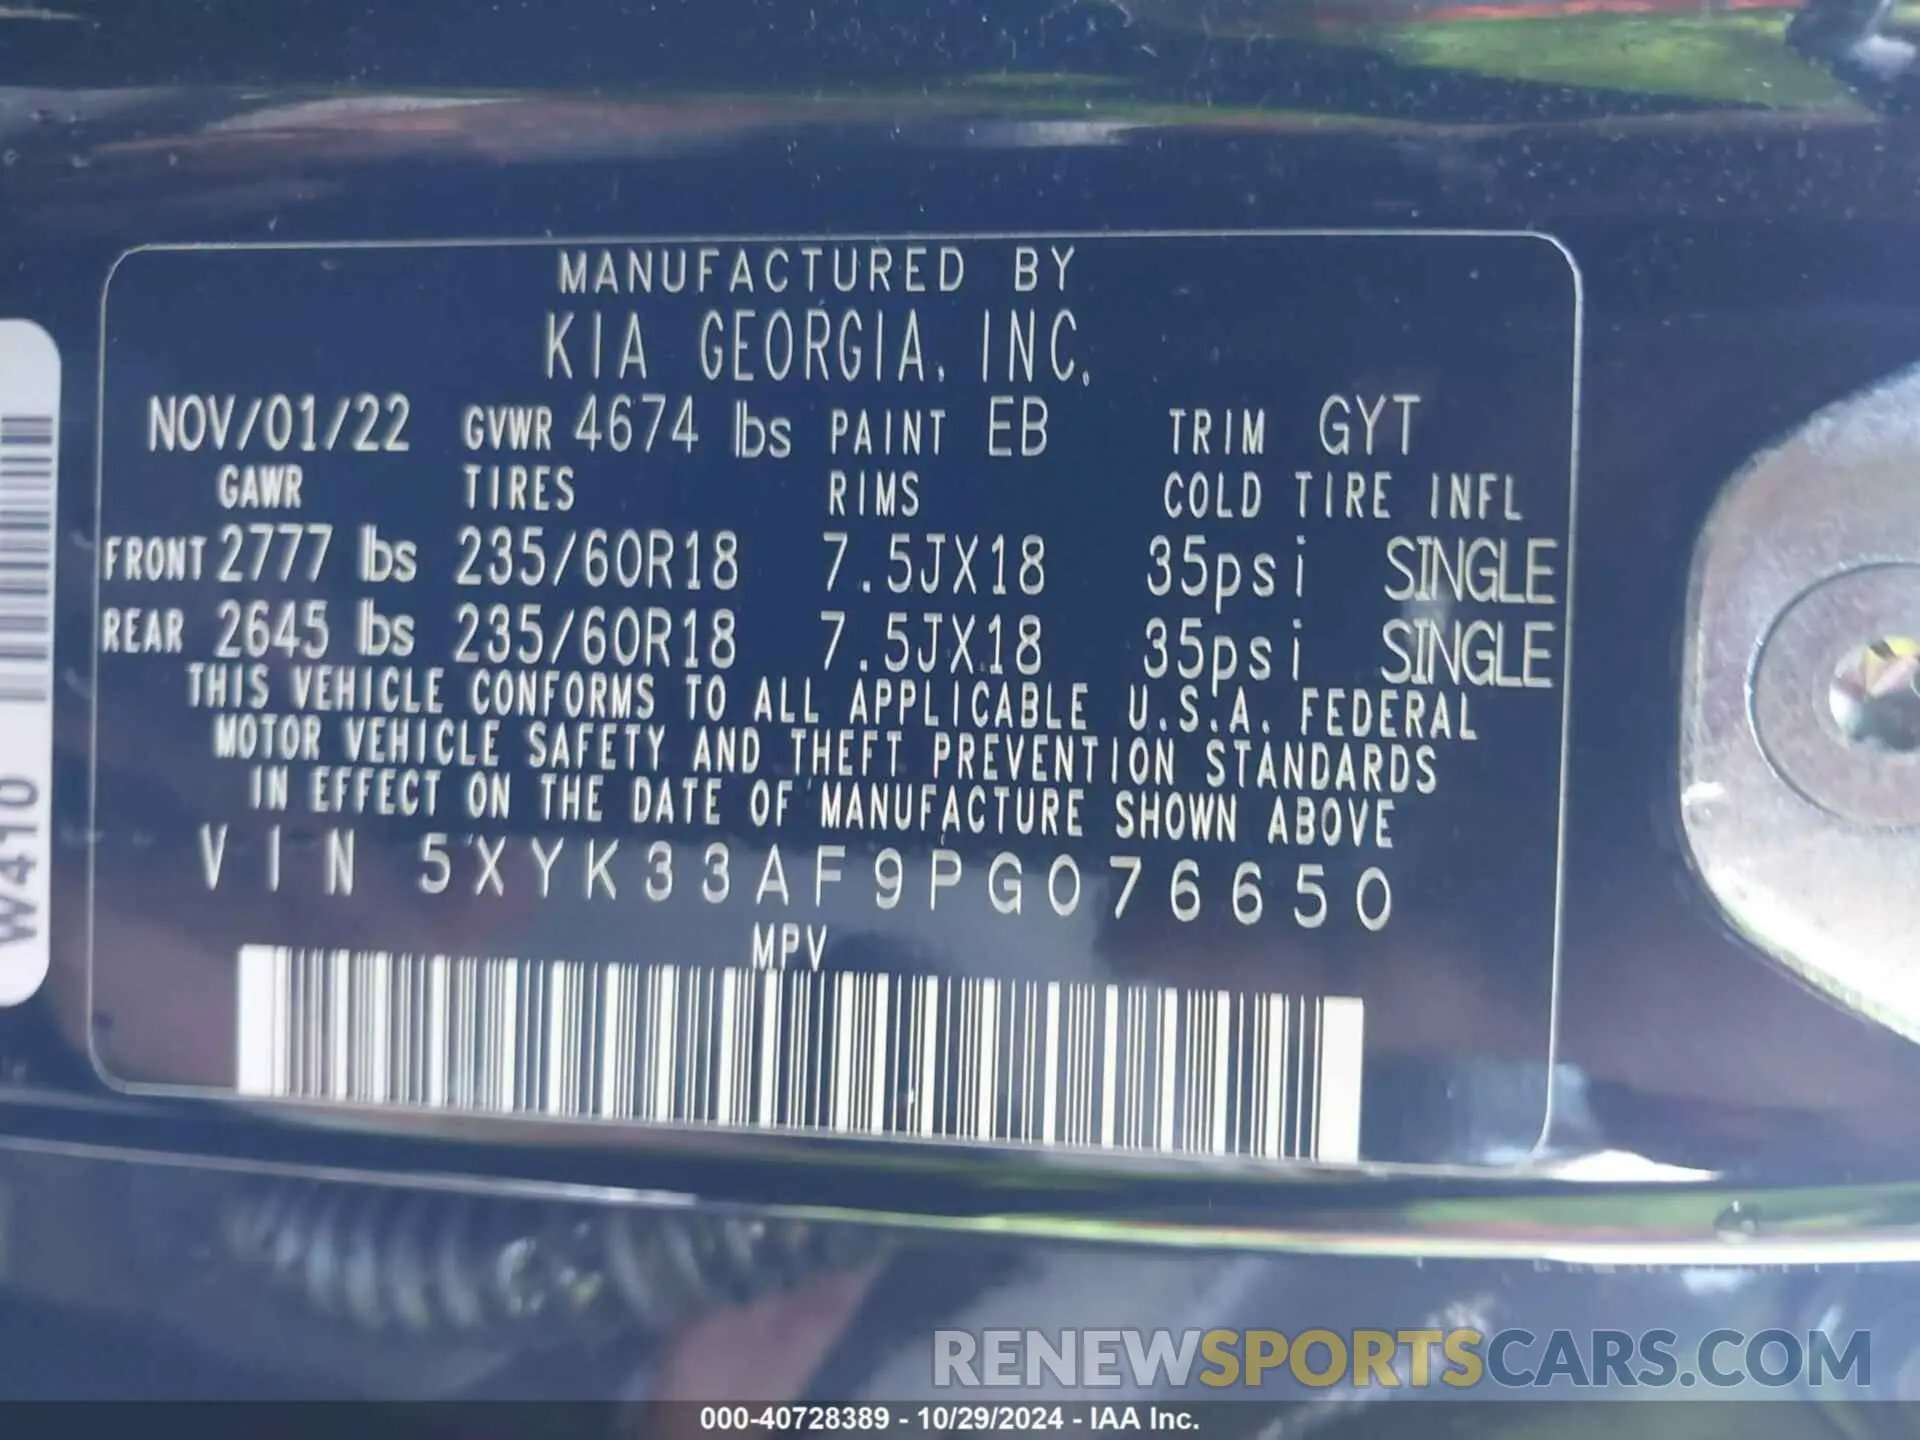 MANUFACTURED BY
KIA GEORGIA, INC.
NOV/01/22 GVWR 4674 lbs PAINT EB TRIM GYT
GAWR TIRES RIMS COLD TIRE INFL
FRONT 2777 lbs 235/60R18 7.5JX18 35psi SINGLE
REAR 2645 lbs 235/60R18 7.5JX18 35psi SINGLE
THIS VEHICLE CONFORMS TO ALL APPLICABLE U.S.A. FEDERAL
MOTOR VEHICLE SAFETY AND THEFT PREVENTION STANDARDS
IN EFFECT ON THE DATE OF MANUFACTURE SHOWN ABOVE
VIN 5XYK33AF9PG076650
MPV
W410
RENEWSPORTSCARS.COM
000-40728389 - 10/29/2024 - IAA Inc.